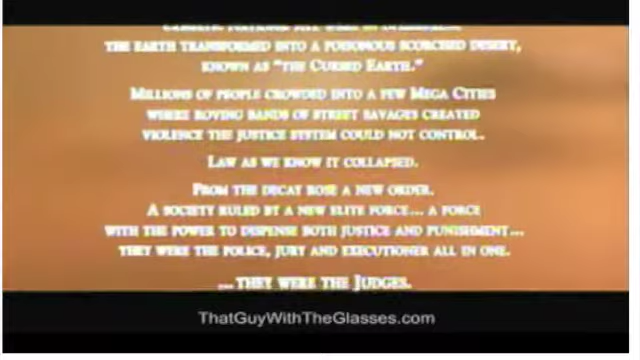 THE EARTH TRANSFORMED INTO A POISONOUS SCORCHED DESERT,
KNOWN AS "THE CURSED EARTH."
MILLIONS OF PEOPLE CROWDED INTO A FEW MEGA CITIES
WHERE ROVING BANDS OF STREET SAVAGES CREATED
VIOLENCE THE JUSTICE SYSTEM COULD NOT CONTROL.
LAW AS WE KNOW IT COLLAPSED.
FROM THE DECAY ROSE A NEW ORDER.
A SOCIETY RULED BY A NEW ELITE FORCE... A FORCE
WITH THE POWER TO DISPENSE BOTH JUSTICE AND PUNISHMENT...
THEY WERE THE POLICE, JURY AND EXECUTIONER ALL IN ONE.
...THEY WERE THE JUDGES.
ThatGuyWithTheGlasses.com